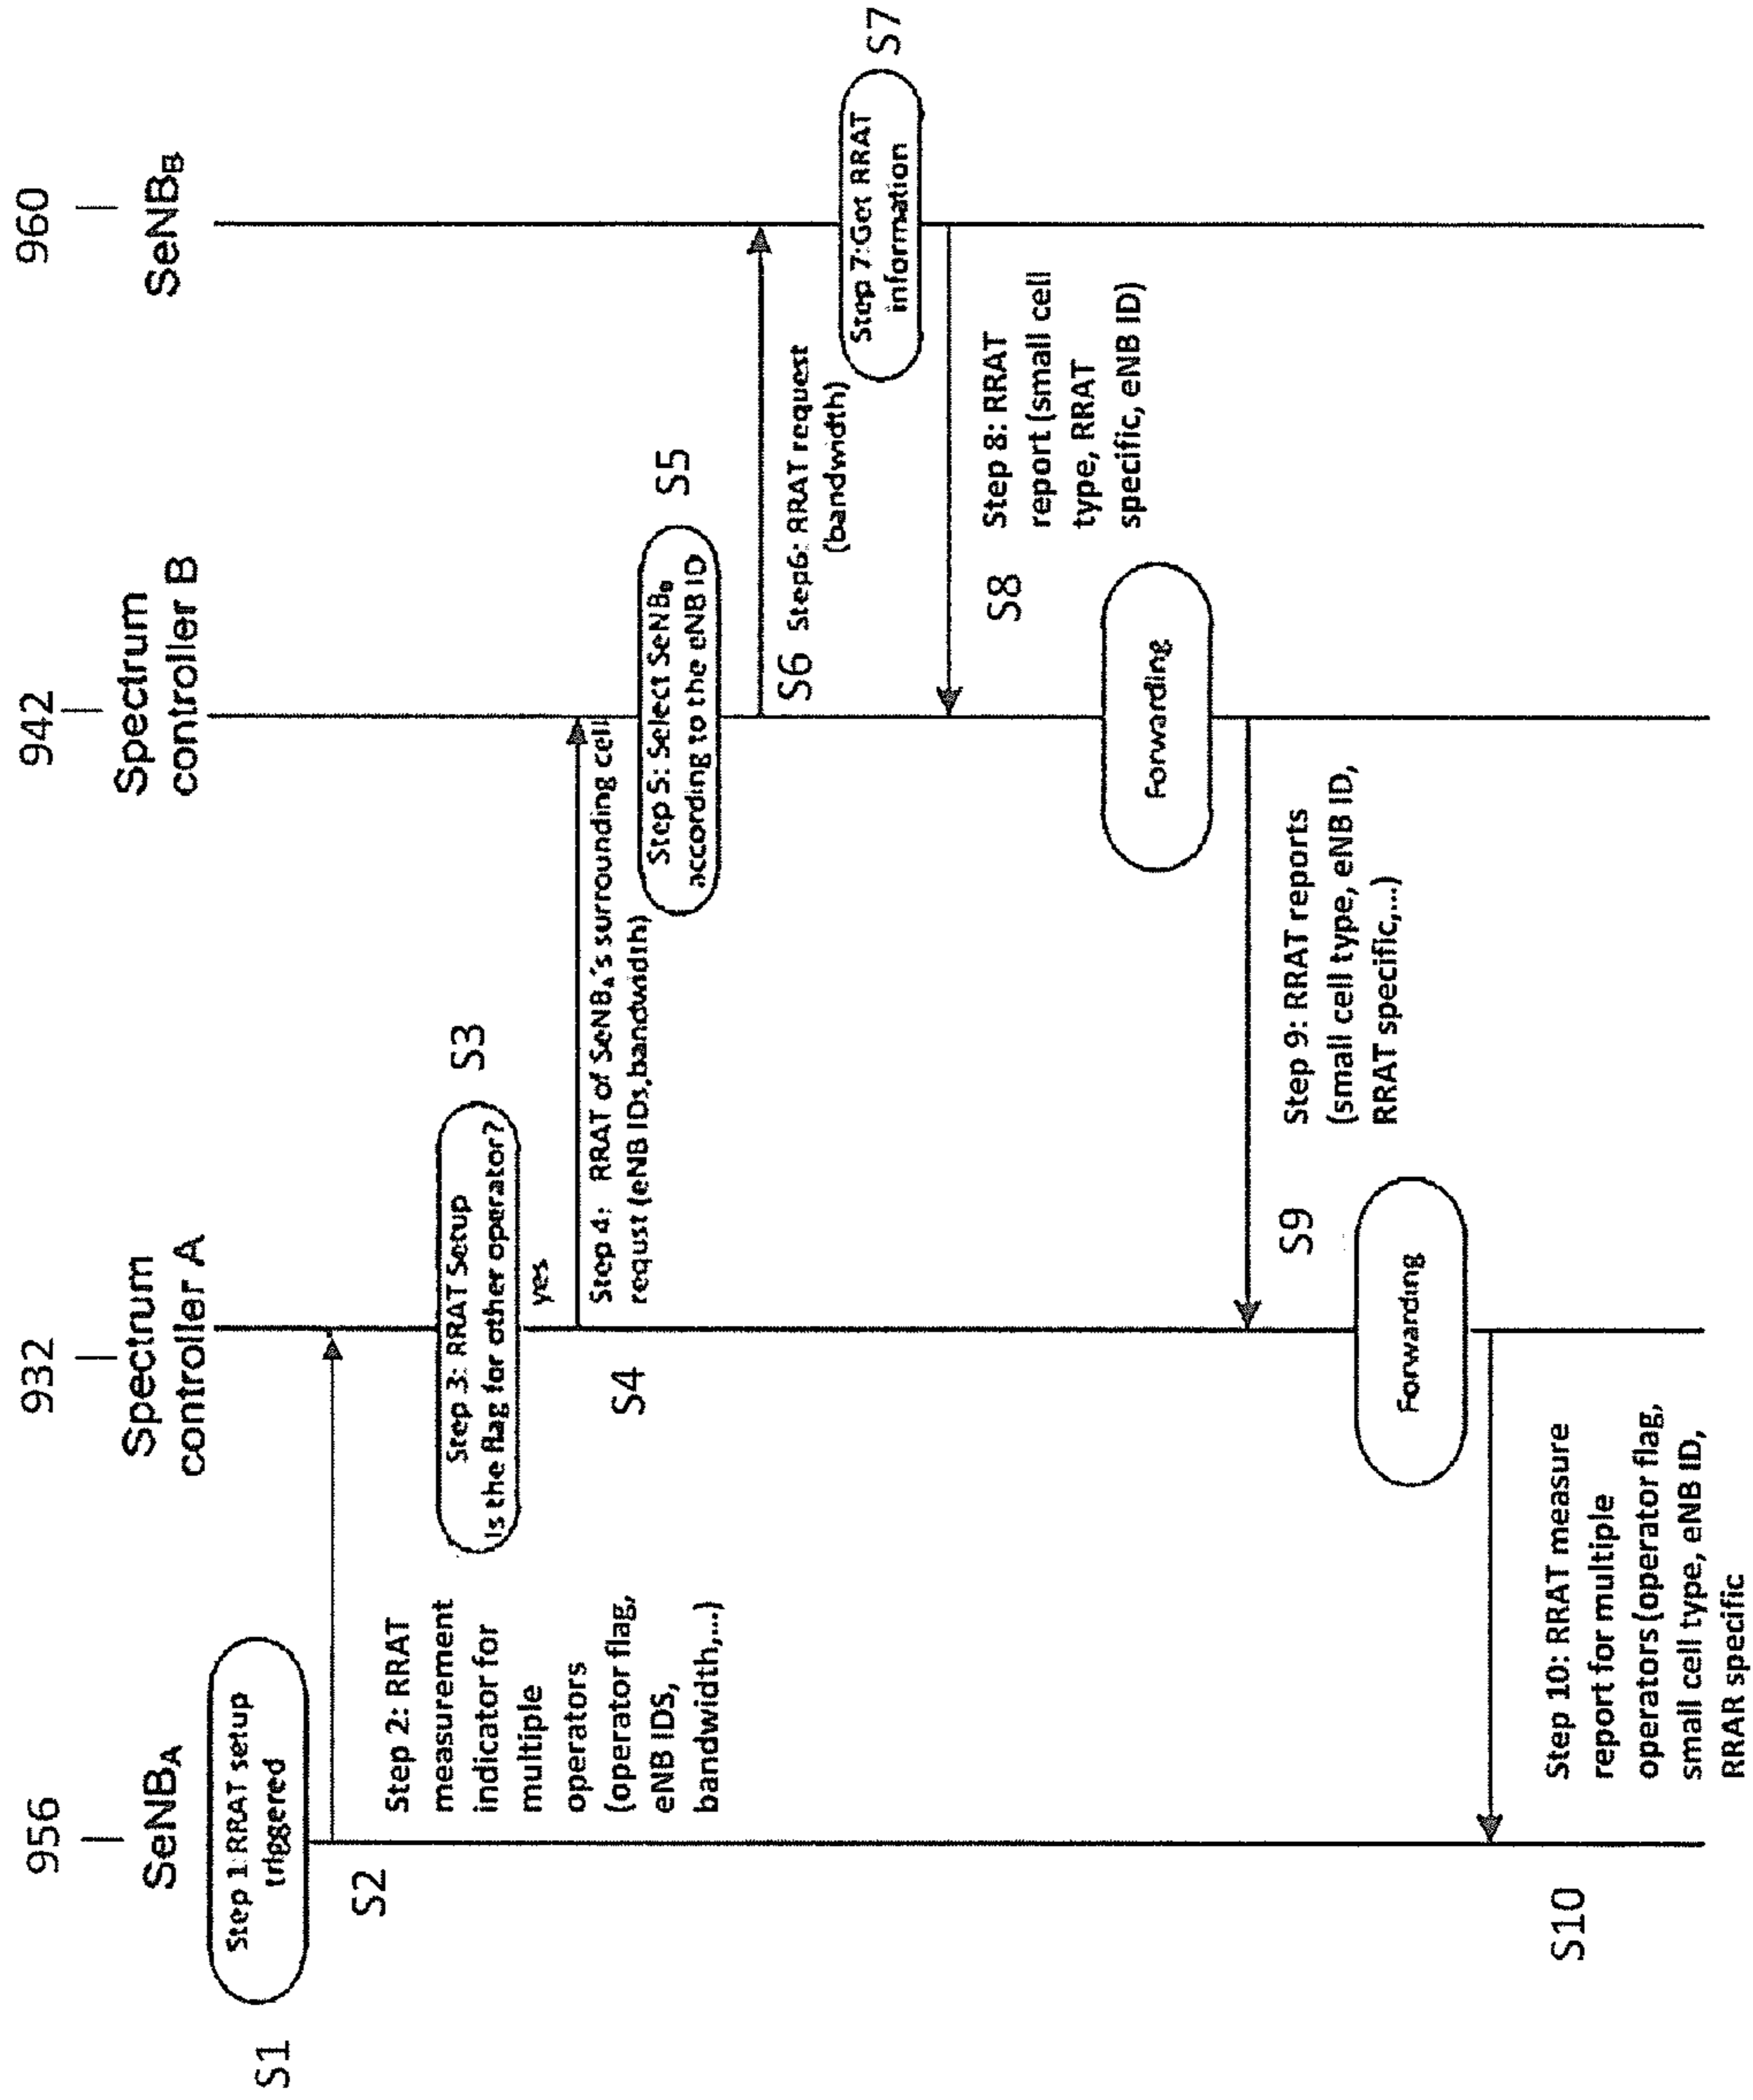 956
SeNBA
932
Spectrum
controller A
942
Spectrum
controller B
960
SeNBB
S1
Step 1:RRAT setup
triggered
S2
Step 2: RRAT
measurement
indicator for
multiple
operators
(operator flag,
eNB IDS,
bandwidth,...)
Step 3: RRAT Setup
Is the flag for other operator?
S3
yes
S4
Step 4: RRAT of SeNBA's surrounding cell
requst (eNB IDs,bandwidth)
Step 5: Select SeNBB
according to the eNB ID
S5
S6 Step6: RRAT request
(bandwidth)
Step 7:Get RRAT
information
S7
S8
Step 8: RRAT
report (small cell
type, RRAT
specific, eNB ID)
Forwarding
S9
Step 9: RRAT reports
(small cell type, eNB ID,
RRAT specific,...)
Forwarding
S10
Step 10: RRAT measure
report for multiple
operators (operator flag,
small cell type, eNB ID,
RRAR specific